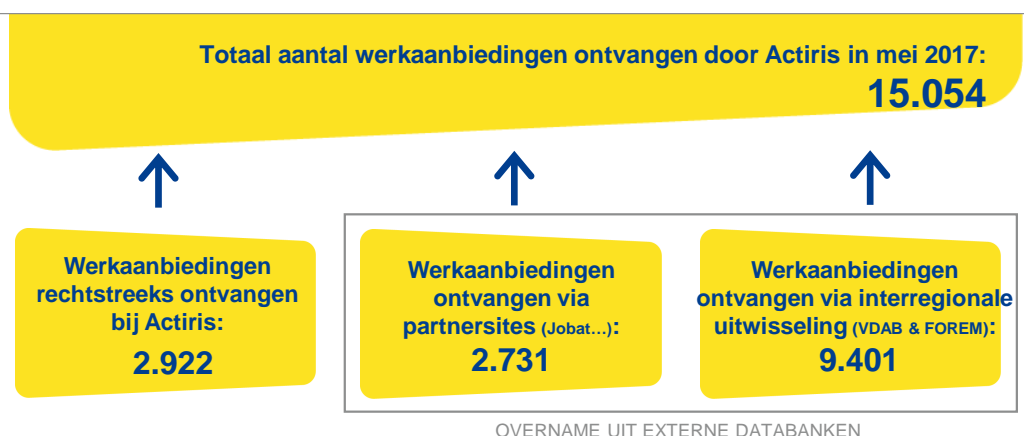 Totaal aantal werkaanbiedingen ontvangen door Actiris in mei 2017:
15.054
Werkaanbiedingen
rechtstreeks ontvangen
bij Actiris:
2.922
Werkaanbiedingen
ontvangen via
partnersites (Jobat…):
2.731
Werkaanbiedingen
ontvangen via interregionale
uitwisseling (VDAB & FOREM):
9.401
OVERNAME UIT EXTERNE DATABANKEN